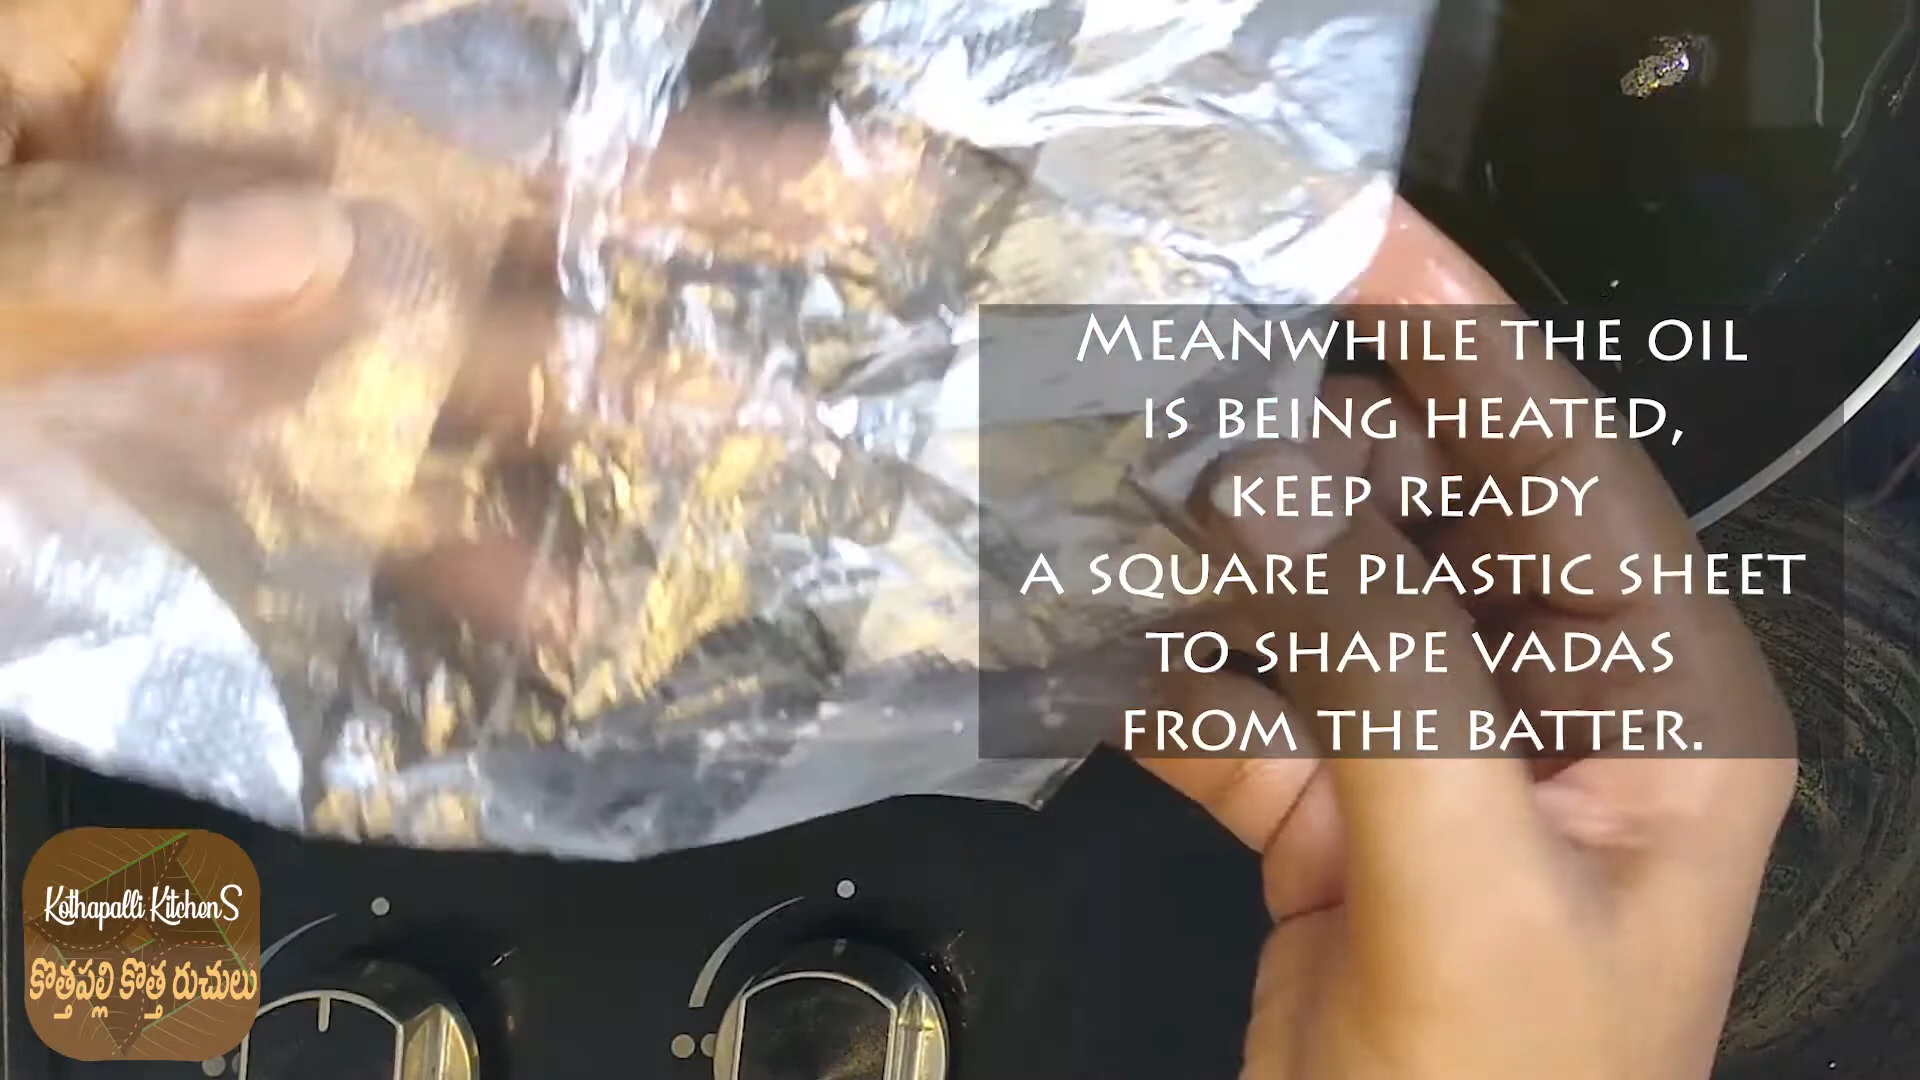 MEANWHILE THE OIL
IS BEING HEATED,
KEEP READY
A SQUARE PLASTIC SHEET
TO SHAPE VADAS
FROM THE BATTER.
Kothapalli KitchenS
కొత్తపల్లి కొత్త రుచులు